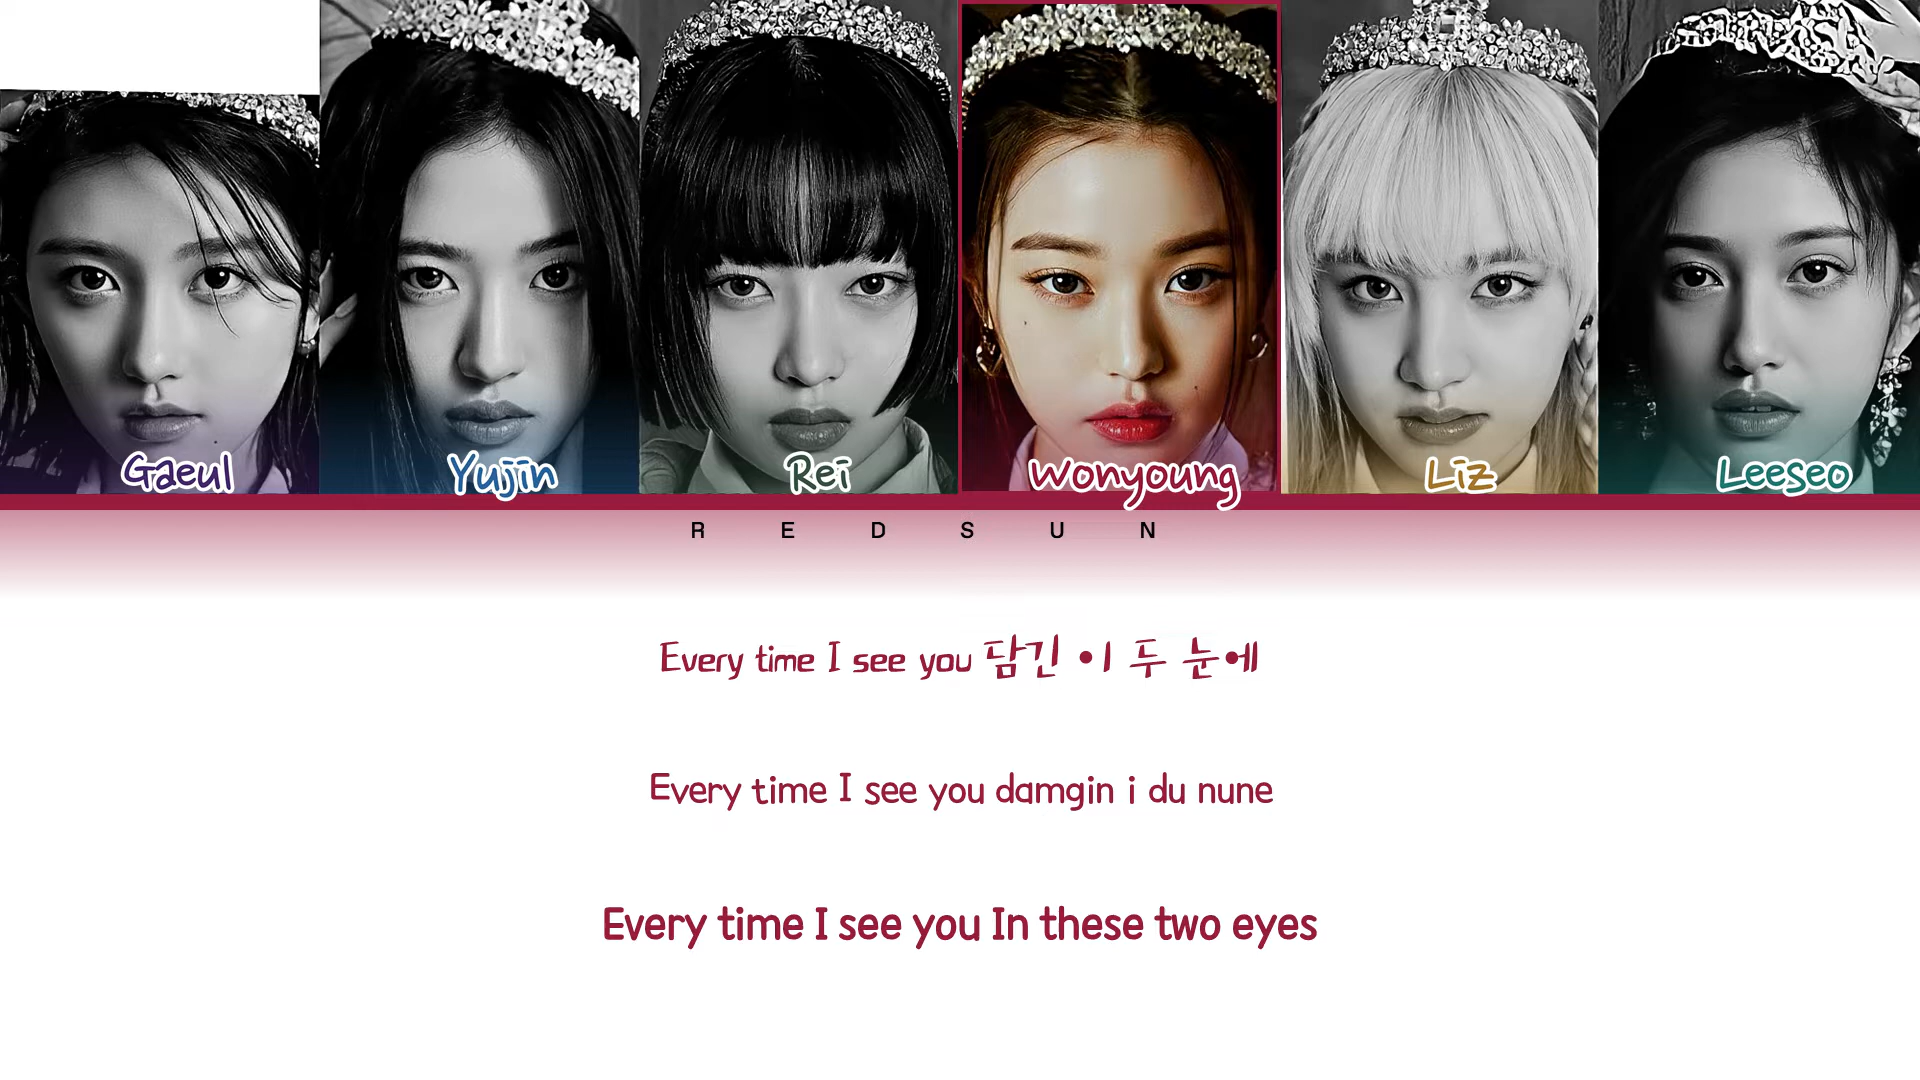 Gaeul Yujin Rei Wonyoung Liz Leeseo
R E D S U N
Every time I see you 담긴 이 두 눈에
Every time I see you damgin i du nune
Every time I see you In these two eyes